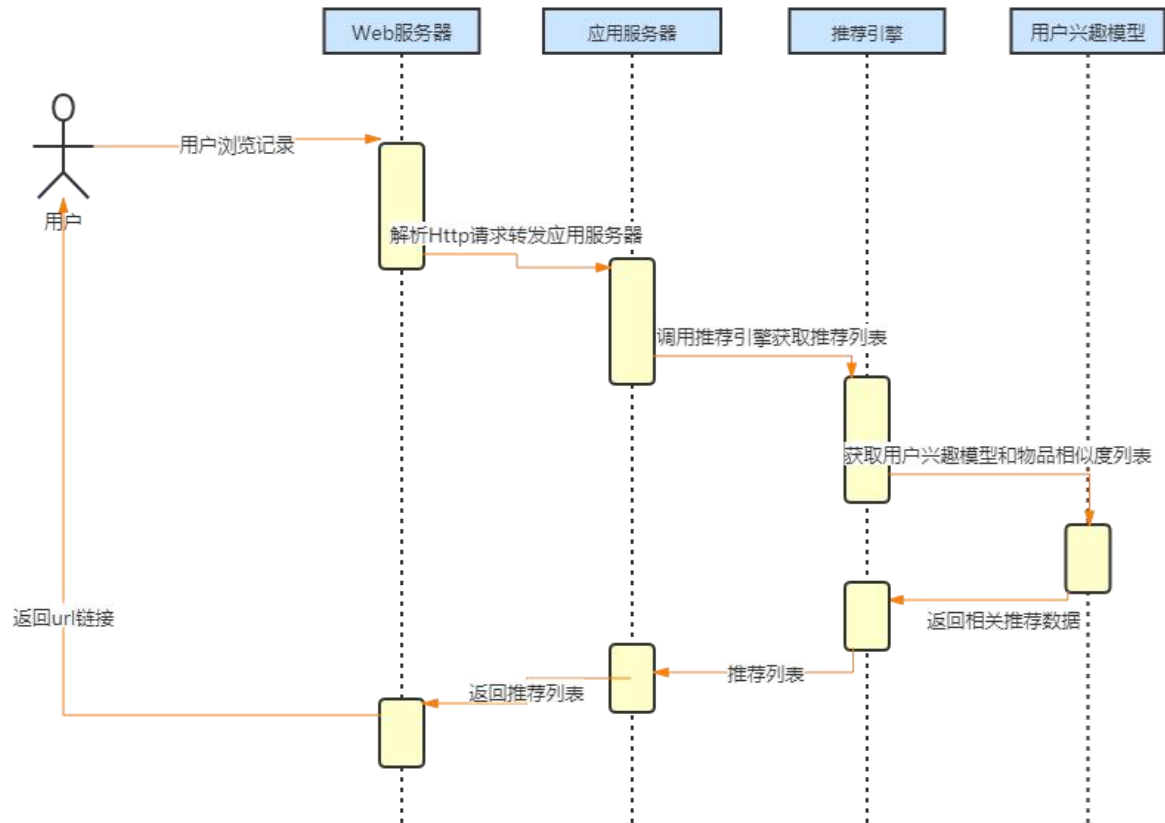 Web服务器
应用服务器
推荐引擎
用户兴趣模型
用户浏览记录
用户
解析Http请求转发应用服务器
调用推荐引擎获取推荐列表
获取用户兴趣模型和物品相似度列表
返回url链接
返回相关推荐数据
推荐列表
返回推荐列表